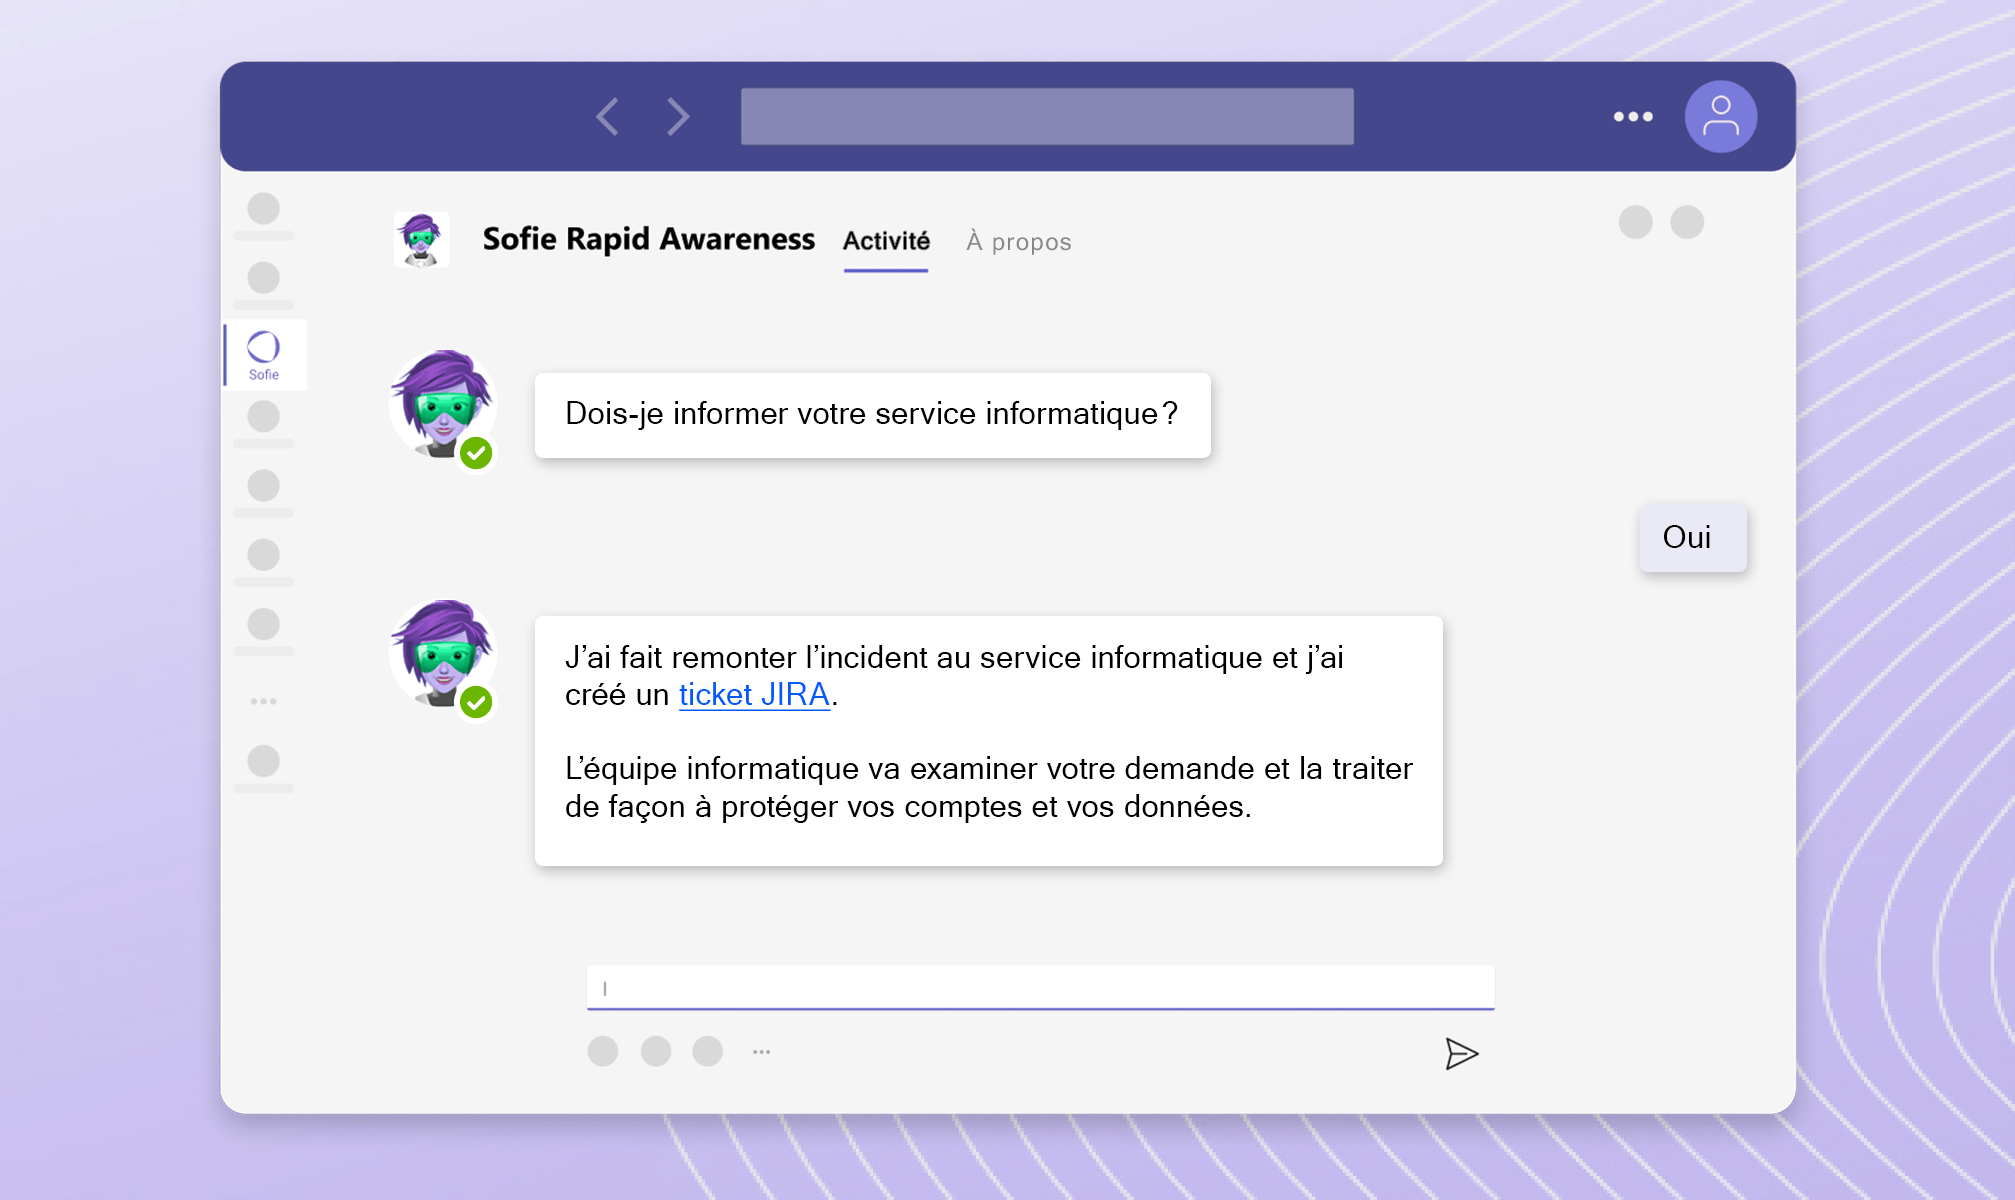 Sofie Rapid Awareness Activité À propos
Sofie
Dois-je informer votre service informatique ?
Oui
J’ai fait remonter l’incident au service informatique et j’ai
créé un ticket JIRA.
L’équipe informatique va examiner votre demande et la traiter
de façon à protéger vos comptes et vos données.